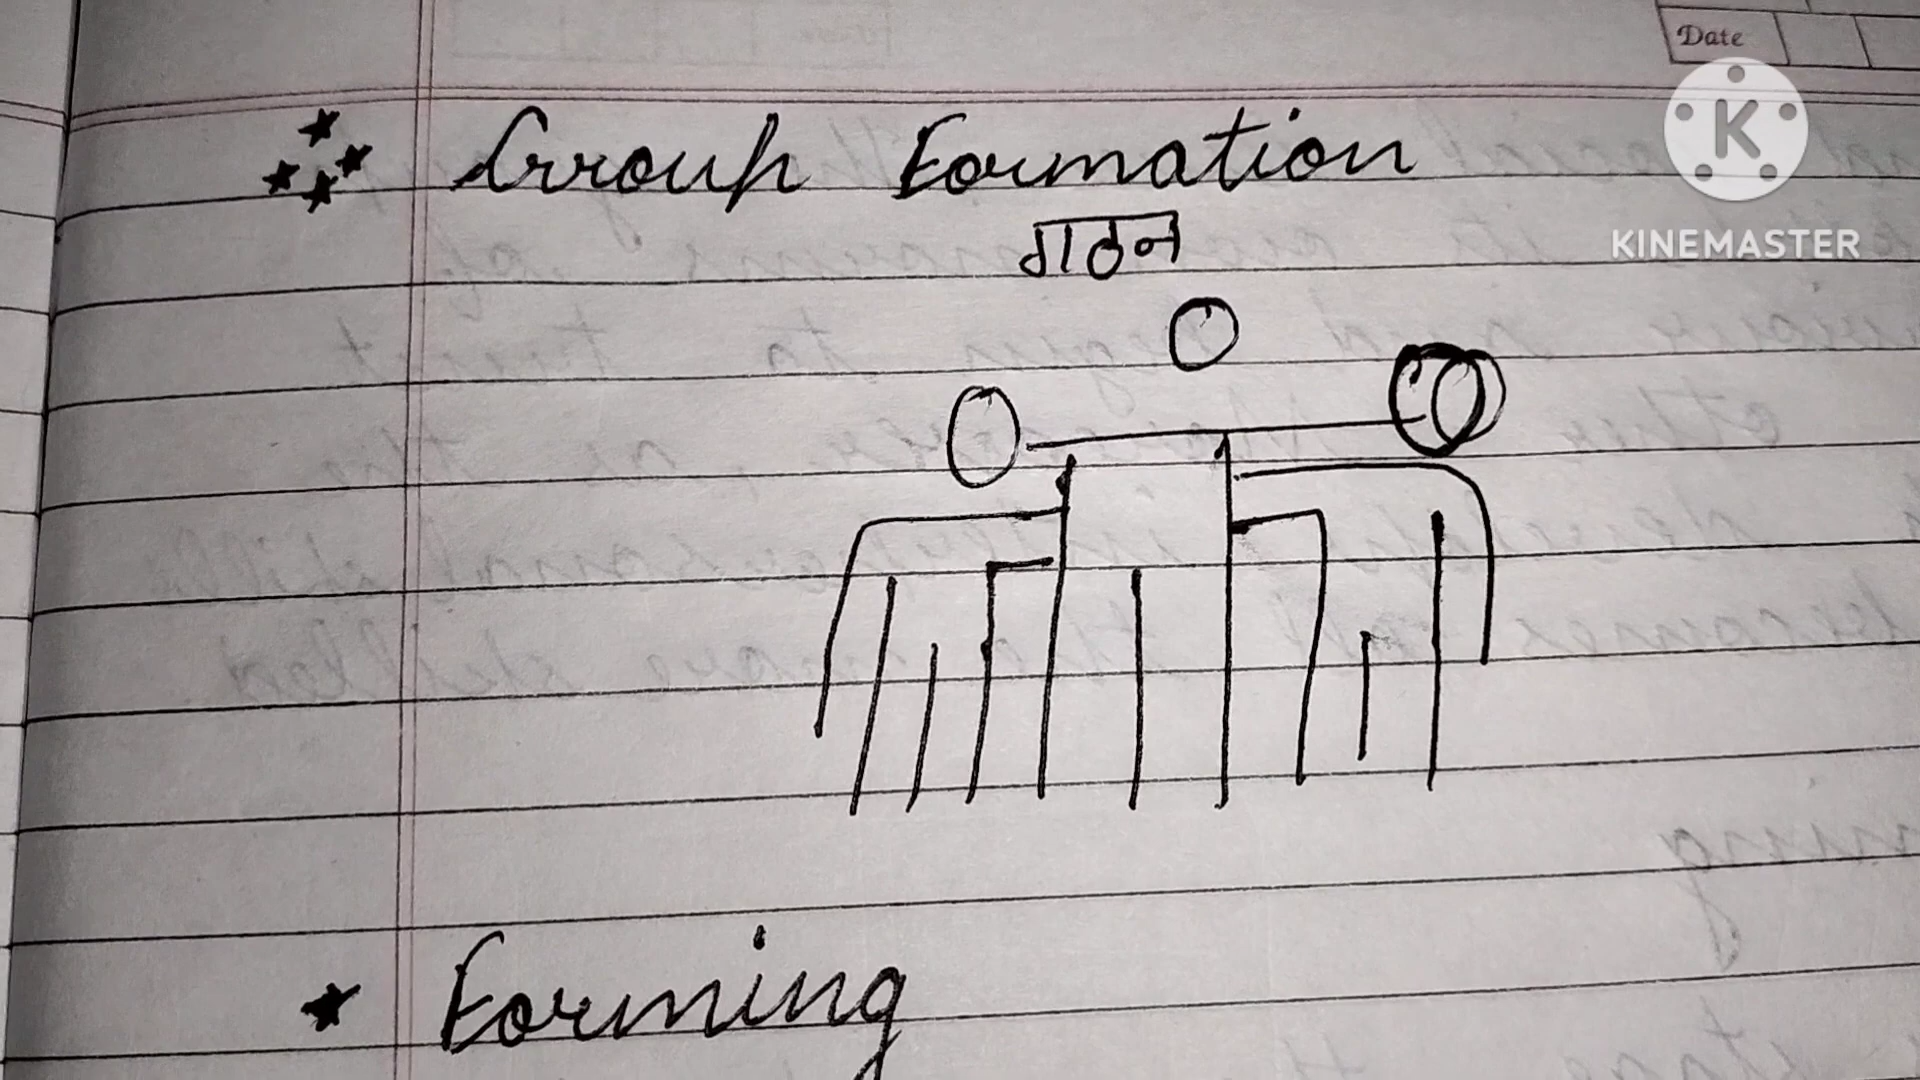 Date
Group Formation
गठन
Forming
K
KINEMASTER